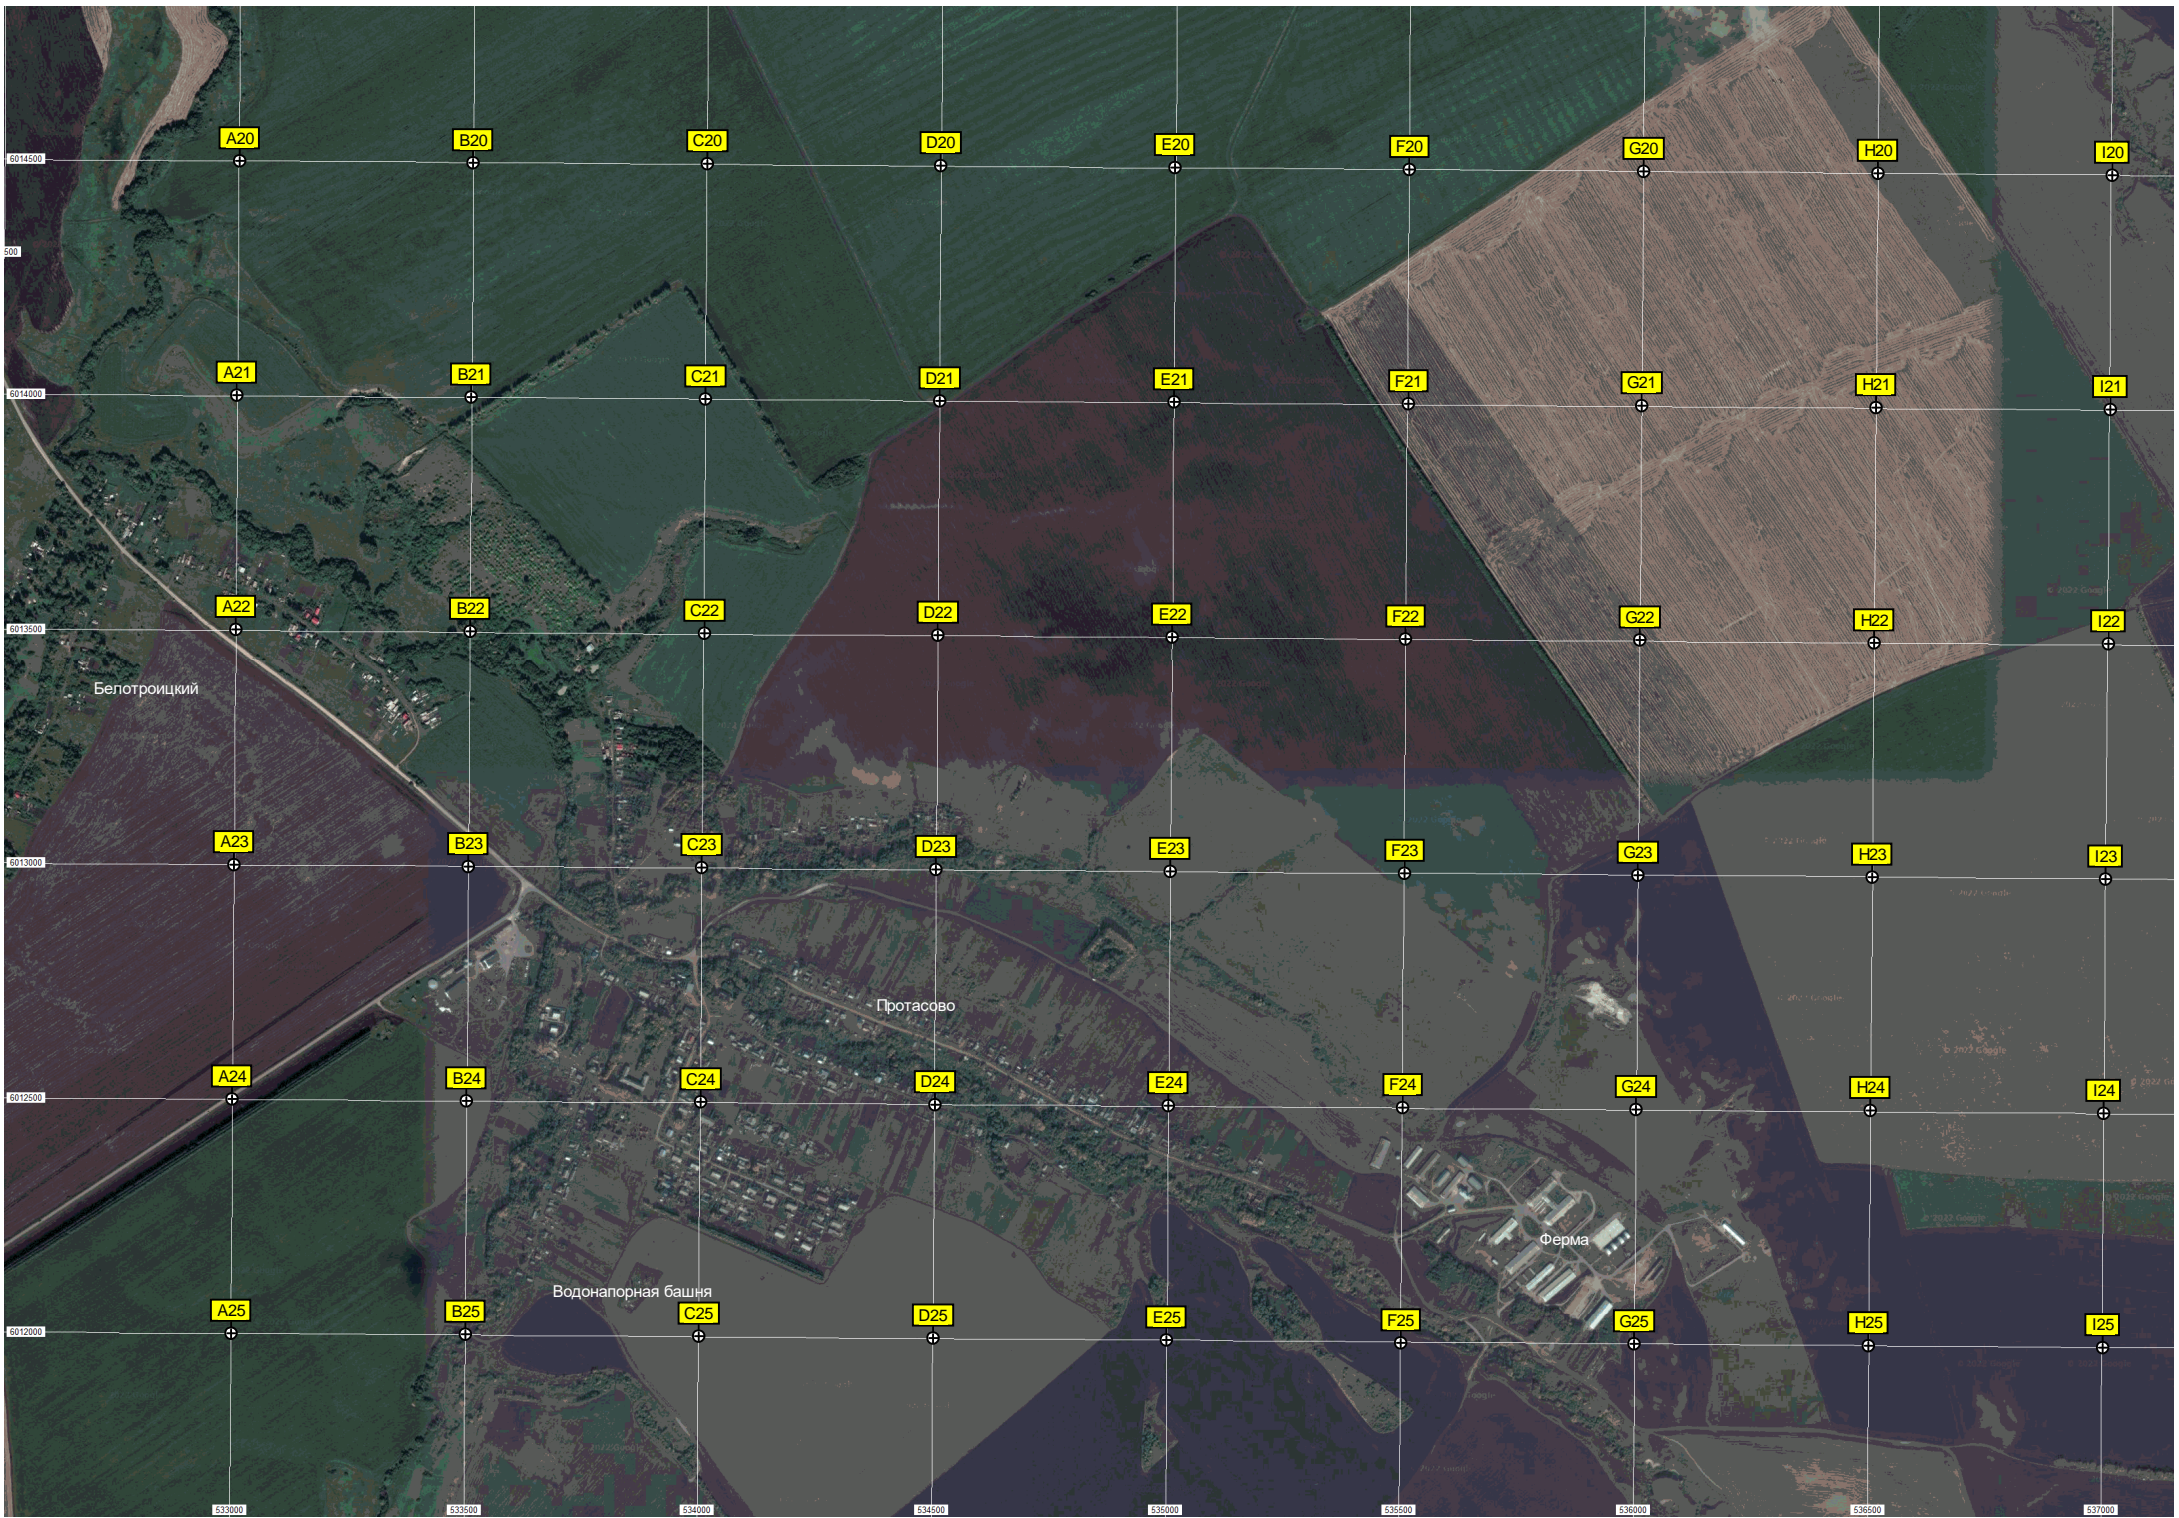 A20 B20 C20 D20 E20 F20 G20 H20 I20
6014500
500
A21 B21 C21 D21 E21 F21 G21 H21 I21
6014000
A22 B22 C22 D22 E22 F22 G22 H22 I22
6013500
Белотроицкий
A23 B23 C23 D23 E23 F23 G23 H23 I23
6013000
Протасово
A24 B24 C24 D24 E24 F24 G24 H24 I24
6012500
Ферма
Водонапорная башня
A25 B25 C25 D25 E25 F25 G25 H25 I25
6012000
533000 533500 534000 534500 535000 535500 536000 536500 537000